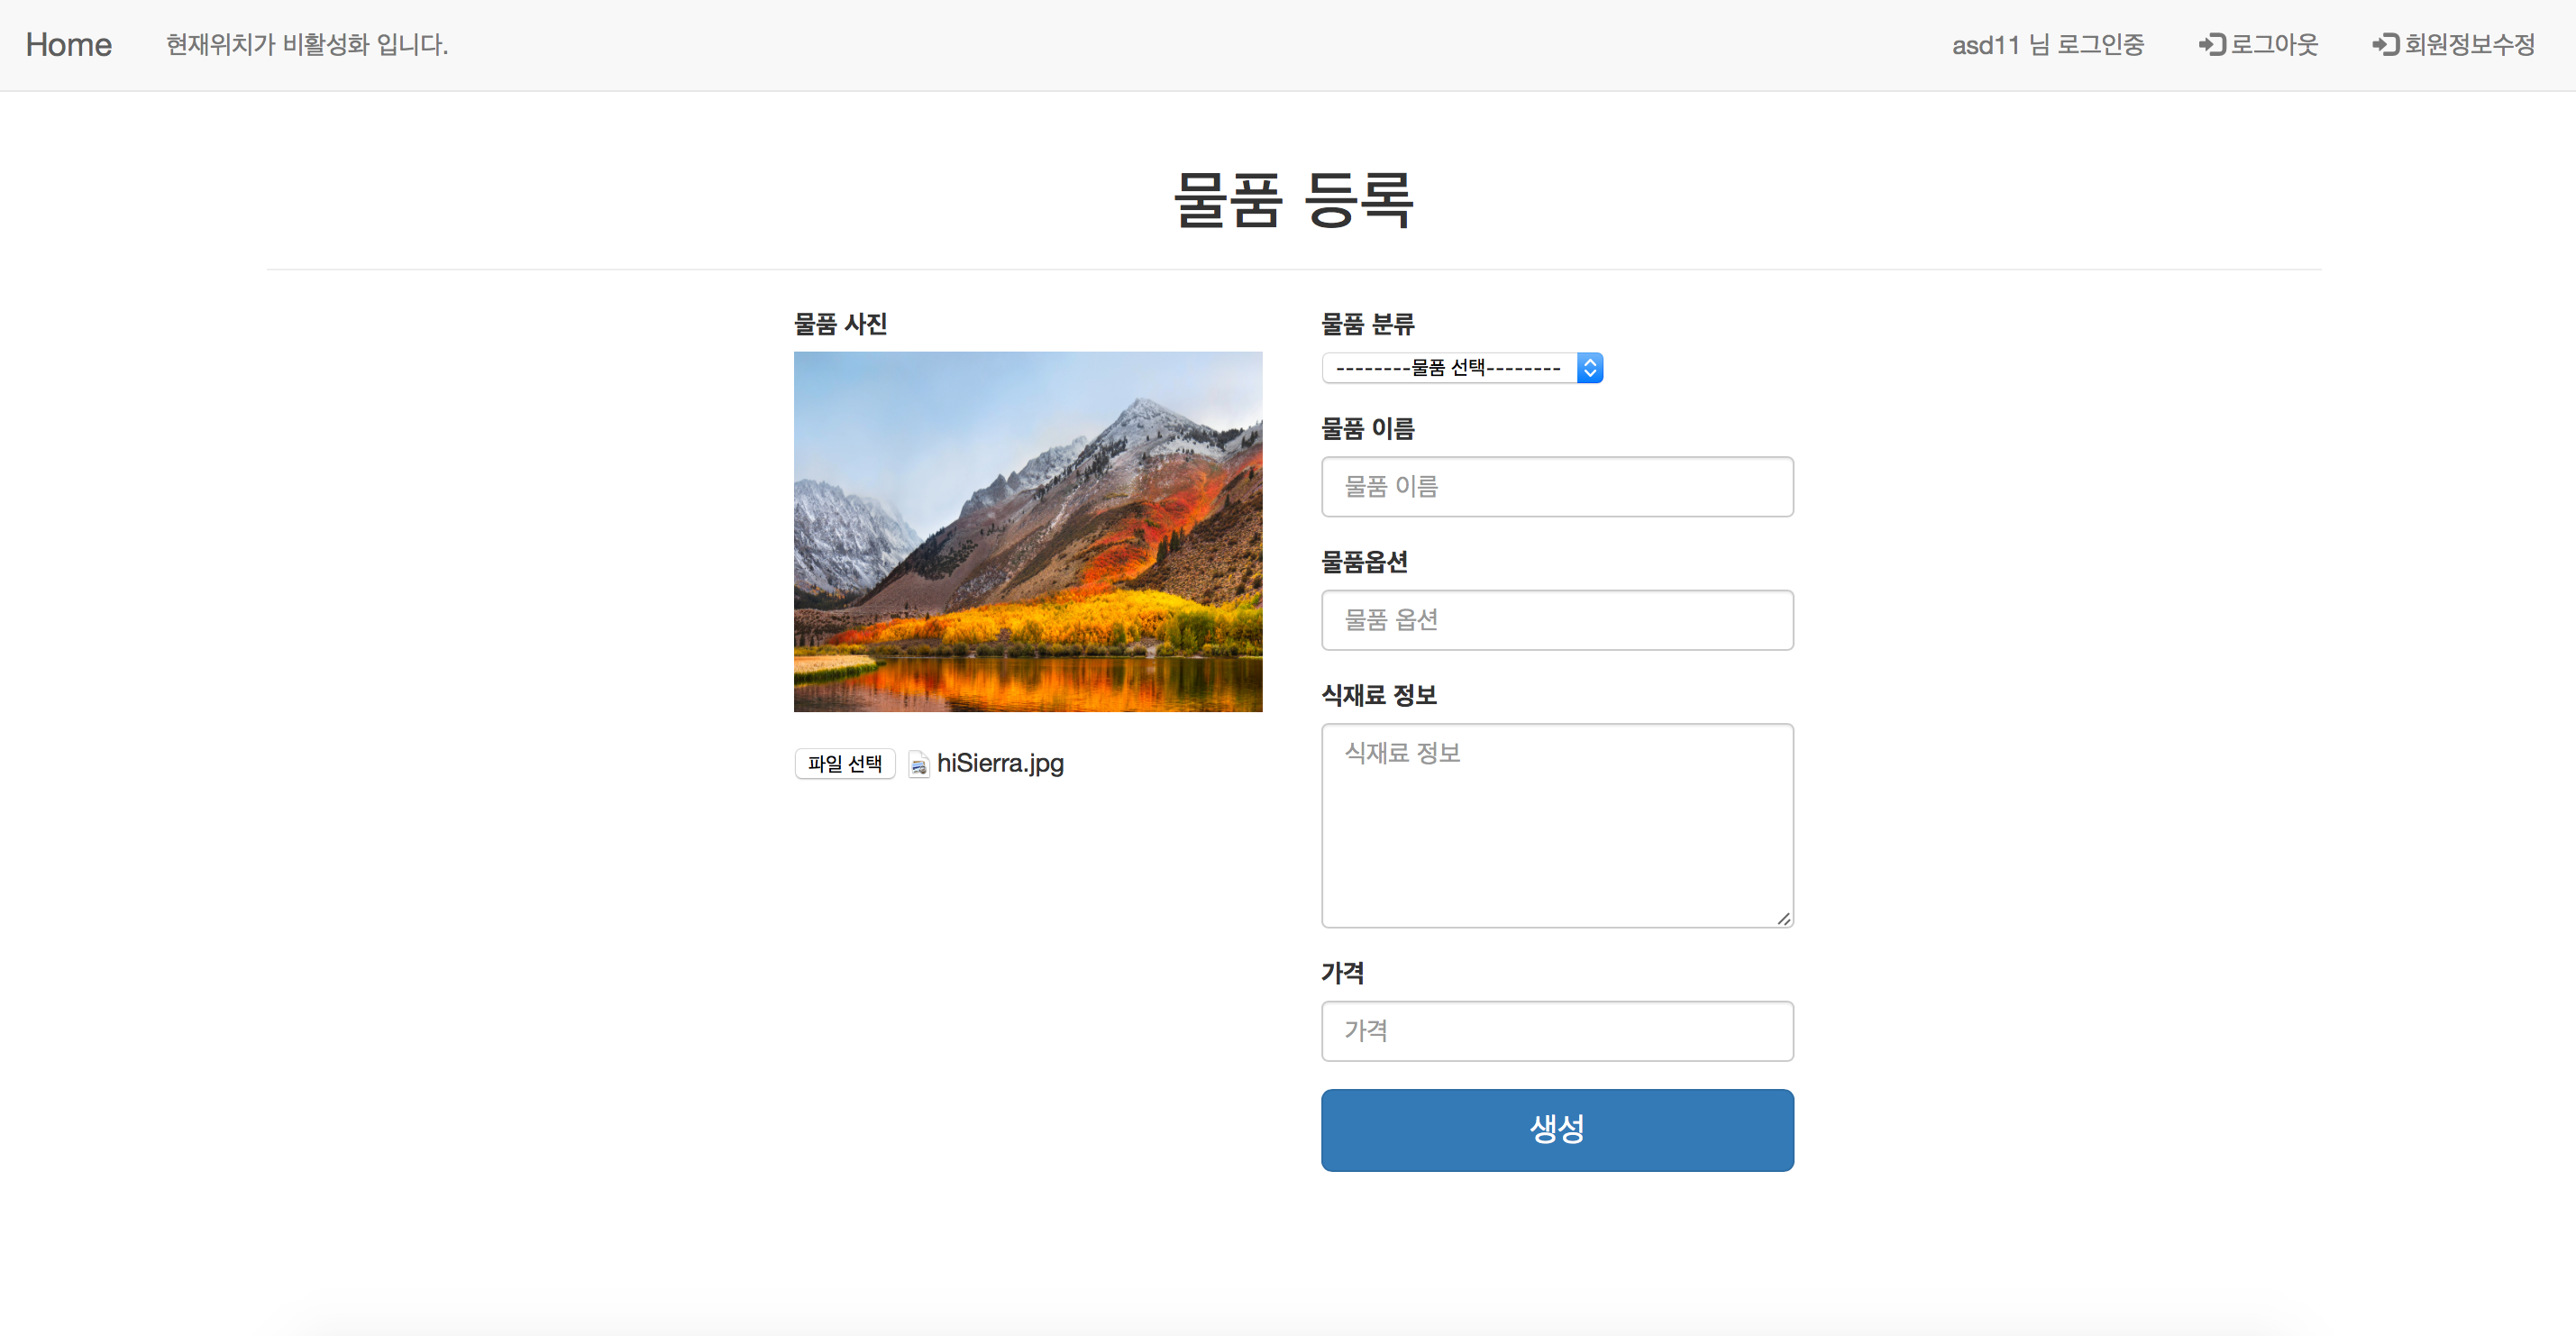 Home 현재위치가 비활성화 입니다. asd11 님 로그인중 로그아웃 회원정보수정
물품 등록
물품 사진
파일 선택 hiSierra.jpg
물품 분류
--------물품 선택--------
물품 이름
물품 이름
물품옵션
물품 옵션
식재료 정보
식재료 정보
가격
가격
생성